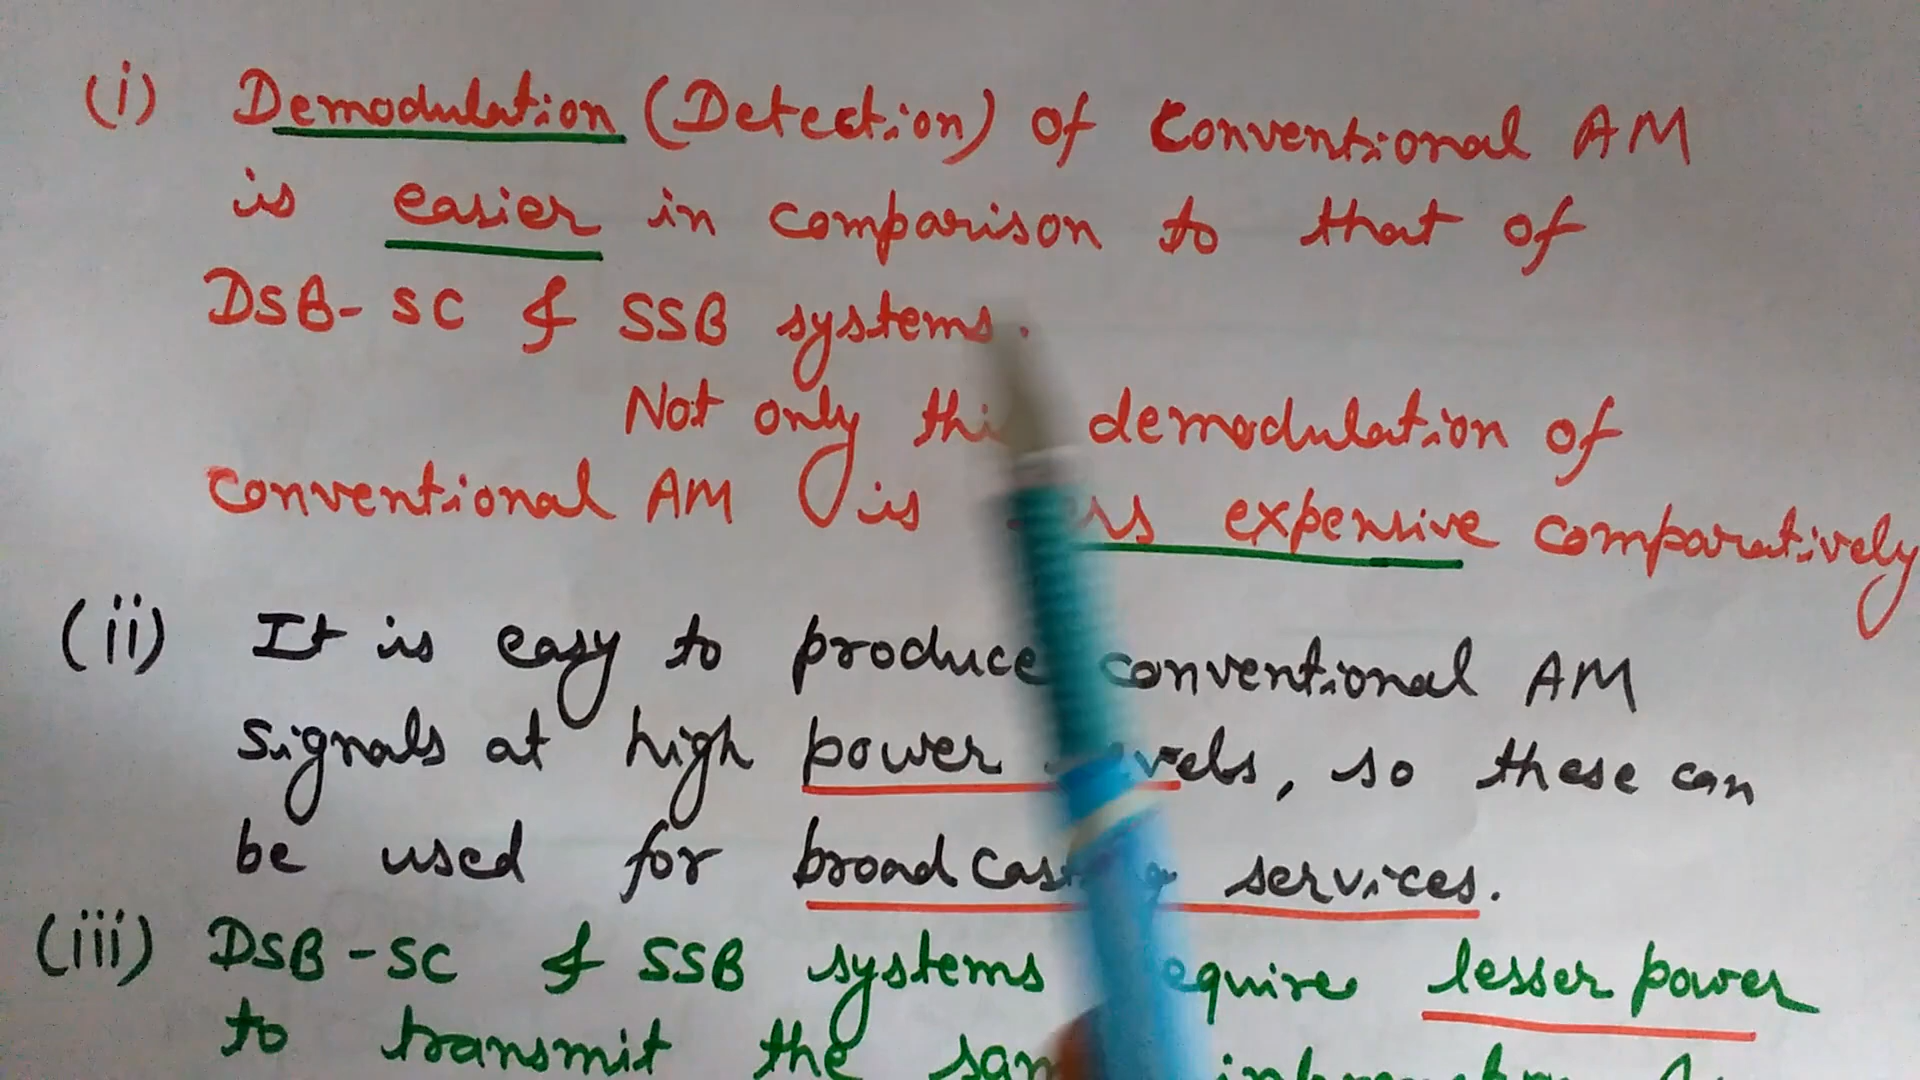 (i) Demodulation (Detection) of Conventional AM
is easier in comparison to that of
DSB-SC & SSB systems.
Not only demodulation of
conventional AM is expensive comparatively
(ii) It is easy to produce conventional AM
signals at high power so these can
be used for services.
(iii) DSB-SC & SSB systems lesser power
to transmit the